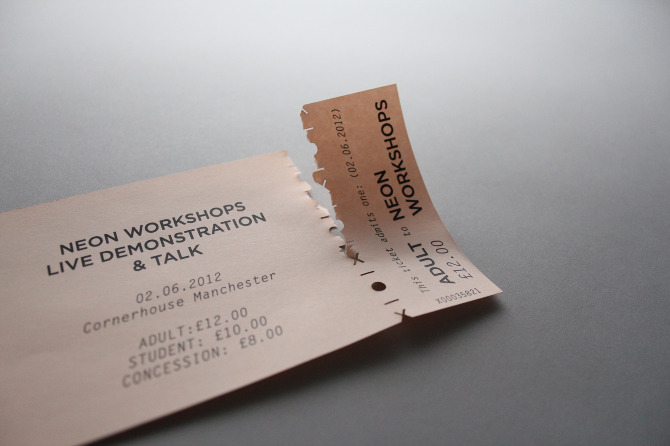 NEON WORKSHOPS
LIVE DEMONSTRATION
& TALK
02.06.2012
Cornerhouse Manchester
ADULT:£12.00
STUDENT: £10.00
CONCESSION: £8.00
This ticket admits one: (02.06.2012)
ADULT to NEON
WORKSHOPS
£12.00
X00035821